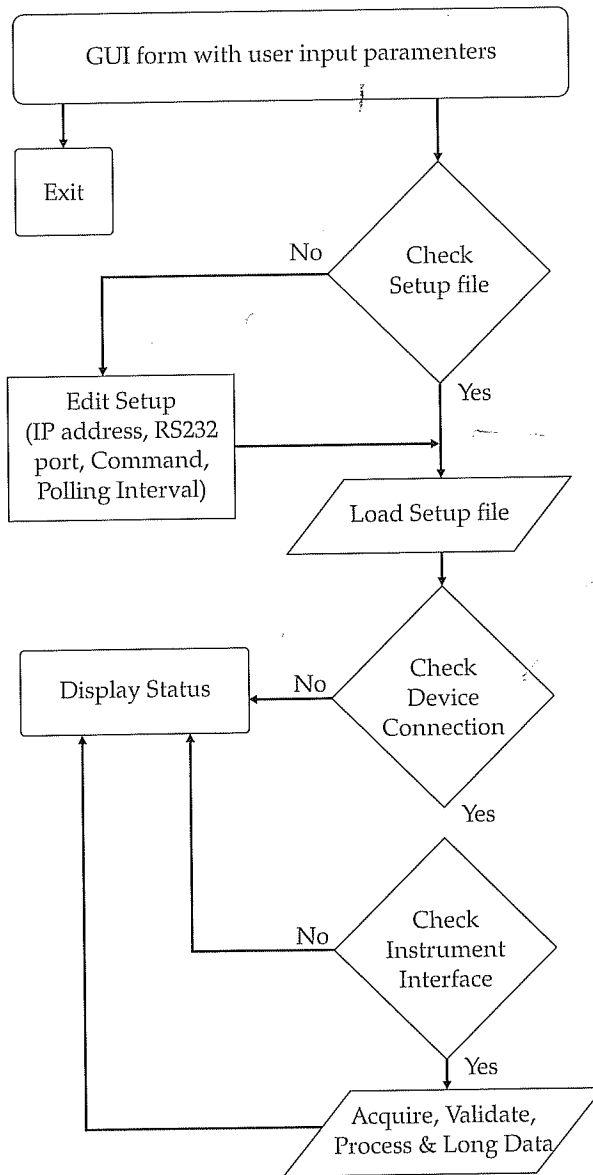 GUI form with user input paramenters
Exit
No
Check
Setup file
Yes
Edit Setup
(IP address, RS232
port, Command,
Polling Interval)
Load Setup file
Display Status
No
Check
Device
Connection
Yes
No
Check
Instrument
Interface
Yes
Acquire, Validate,
Process & Long Data